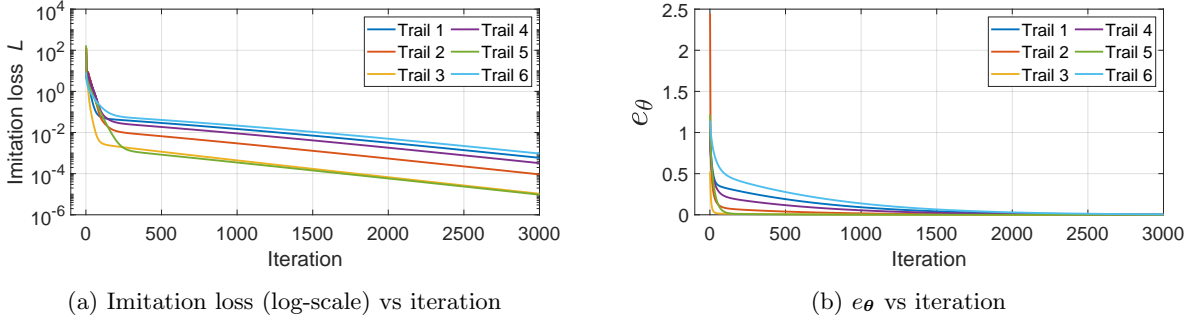 Imitation loss L
10^2
10^0
10^-2
10^-4
10^-6
0 500 1000 1500 2000 2500 3000
Iteration
Trail 1 Trail 4
Trail 2 Trail 5
Trail 3 Trail 6
(a) Imitation loss (log-scale) vs iteration
e_θ
2.5
2
1.5
1
0.5
0
0 500 1000 1500 2000 2500 3000
Iteration
Trail 1 Trail 4
Trail 2 Trail 5
Trail 3 Trail 6
(b) e_θ vs iteration